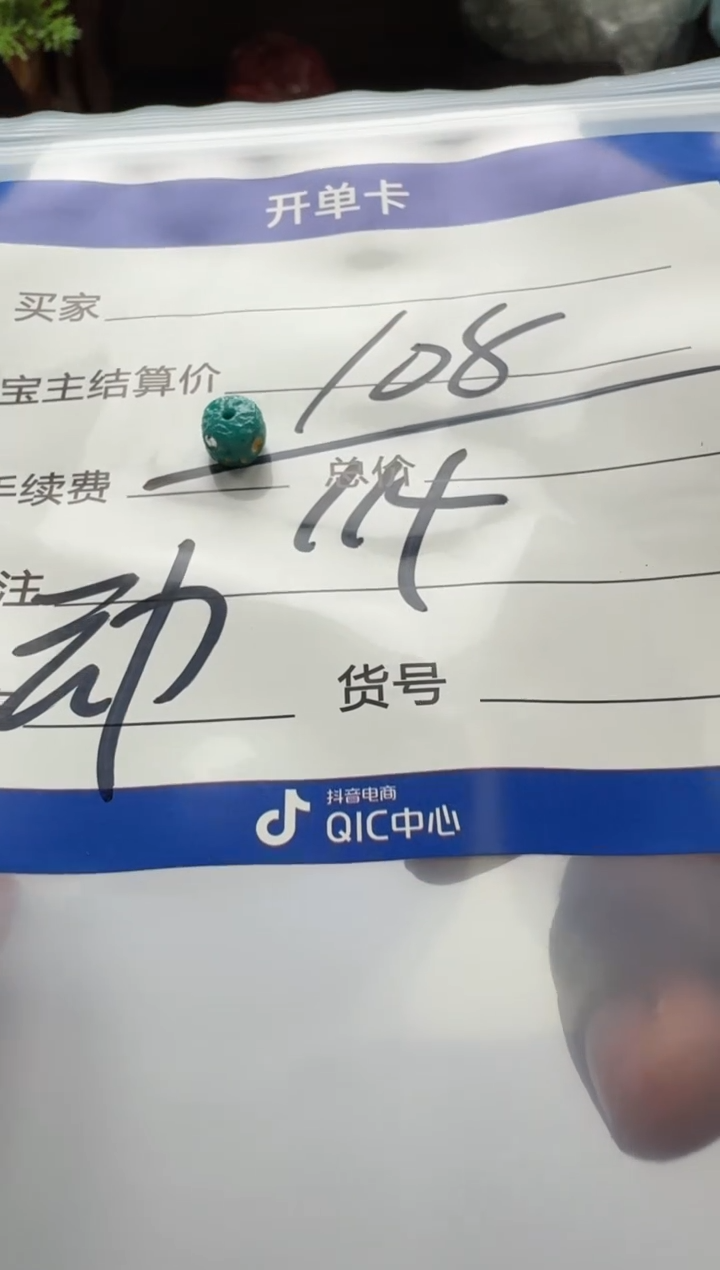 开单卡
买家
宝主结算价 108
手续费 总价 114
注
动
货号
抖音电商
QIC中心